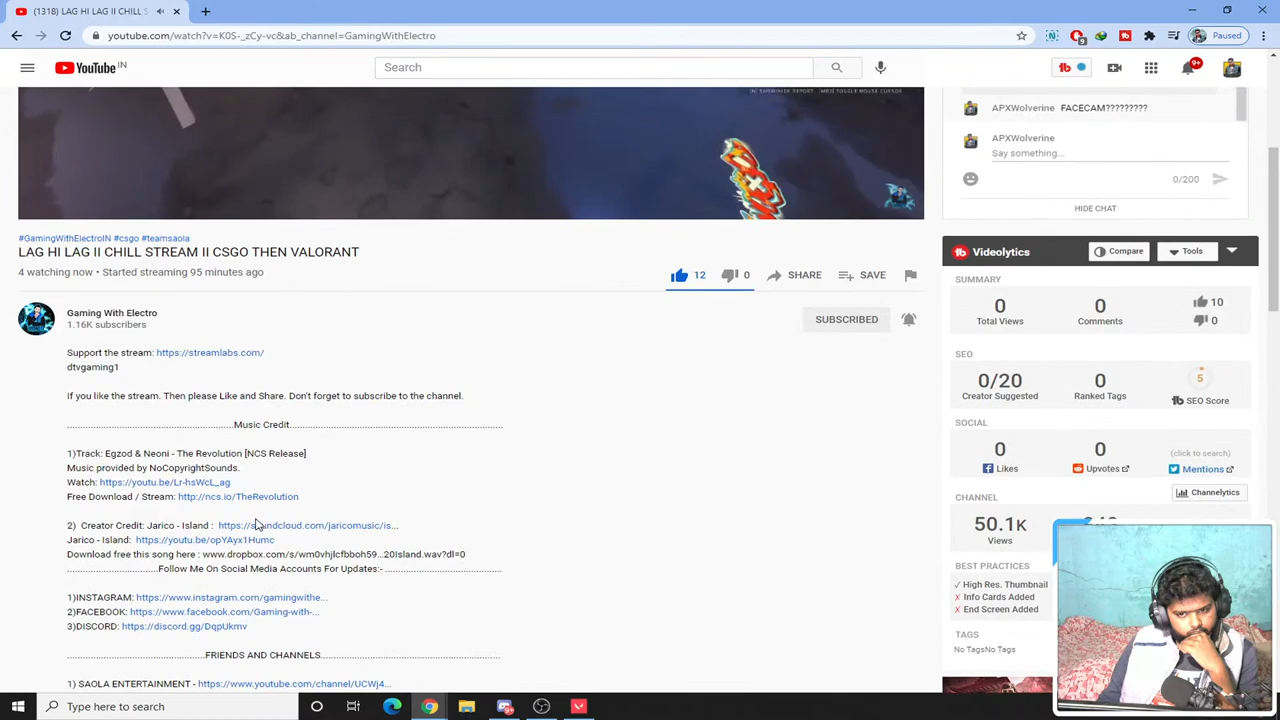 (1318) LAG HI LAG II CHILL S
youtube.com/watch?v=K0S-_zCy-vc&ab_channel=GamingWithElectro
9
Paused
YouTube IN
Search
9+
APXWolverine FACECAM?????????
APXWolverine
Say something...
0/200
HIDE CHAT
#GamingWithElectroIN #csgo #teamsaola
LAG HI LAG II CHILL STREAM II CSGO THEN VALORANT
4 watching now • Started streaming 95 minutes ago
12
0
SHARE
SAVE
Gaming With Electro
1.16K subscribers
SUBSCRIBED
Support the stream: https://streamlabs.com/
dtvgaming1
If you like the stream. Then please Like and Share. Don't forget to subscribe to the channel.
Music Credit
1)Track: Egzod & Neoni - The Revolution [NCS Release]
Music provided by NoCopyrightSounds.
Watch: https://youtu.be/Lr-hsWcL_ag
Free Download / Stream: http://ncs.io/TheRevolution
2) Creator Credit: Jarico - Island : https://soundcloud.com/jaricomusic/is...
Jarico - Island: https://youtu.be/opYAyx1Humc
Download free this song here : www.dropbox.com/s/wm0vhjlcfbboh59...20Island.wav?dl=0
Follow Me On Social Media Accounts For Updates:-
1)INSTAGRAM: https://www.instagram.com/gamingwithe...
2)FACEBOOK: https://www.facebook.com/Gaming-with-...
3)DISCORD: https://discord.gg/DqpUkmv
FRIENDS AND CHANNELS
1) SAOLA ENTERTAINMENT - https://www.youtube.com/channel/UCWj4...
Videolytics
Compare
Tools
SUMMARY
0
Total Views
0
Comments
10
0
SEO
0/20
Creator Suggested
0
Ranked Tags
5
SEO Score
SOCIAL
0
Likes
0
Upvotes
(click to search)
Mentions
CHANNEL
Channelytics
50.1K
Views
BEST PRACTICES
✓ High Res. Thumbnail
✗ Info Cards Added
✗ End Screen Added
TAGS
No TagsNo Tags
Type here to search